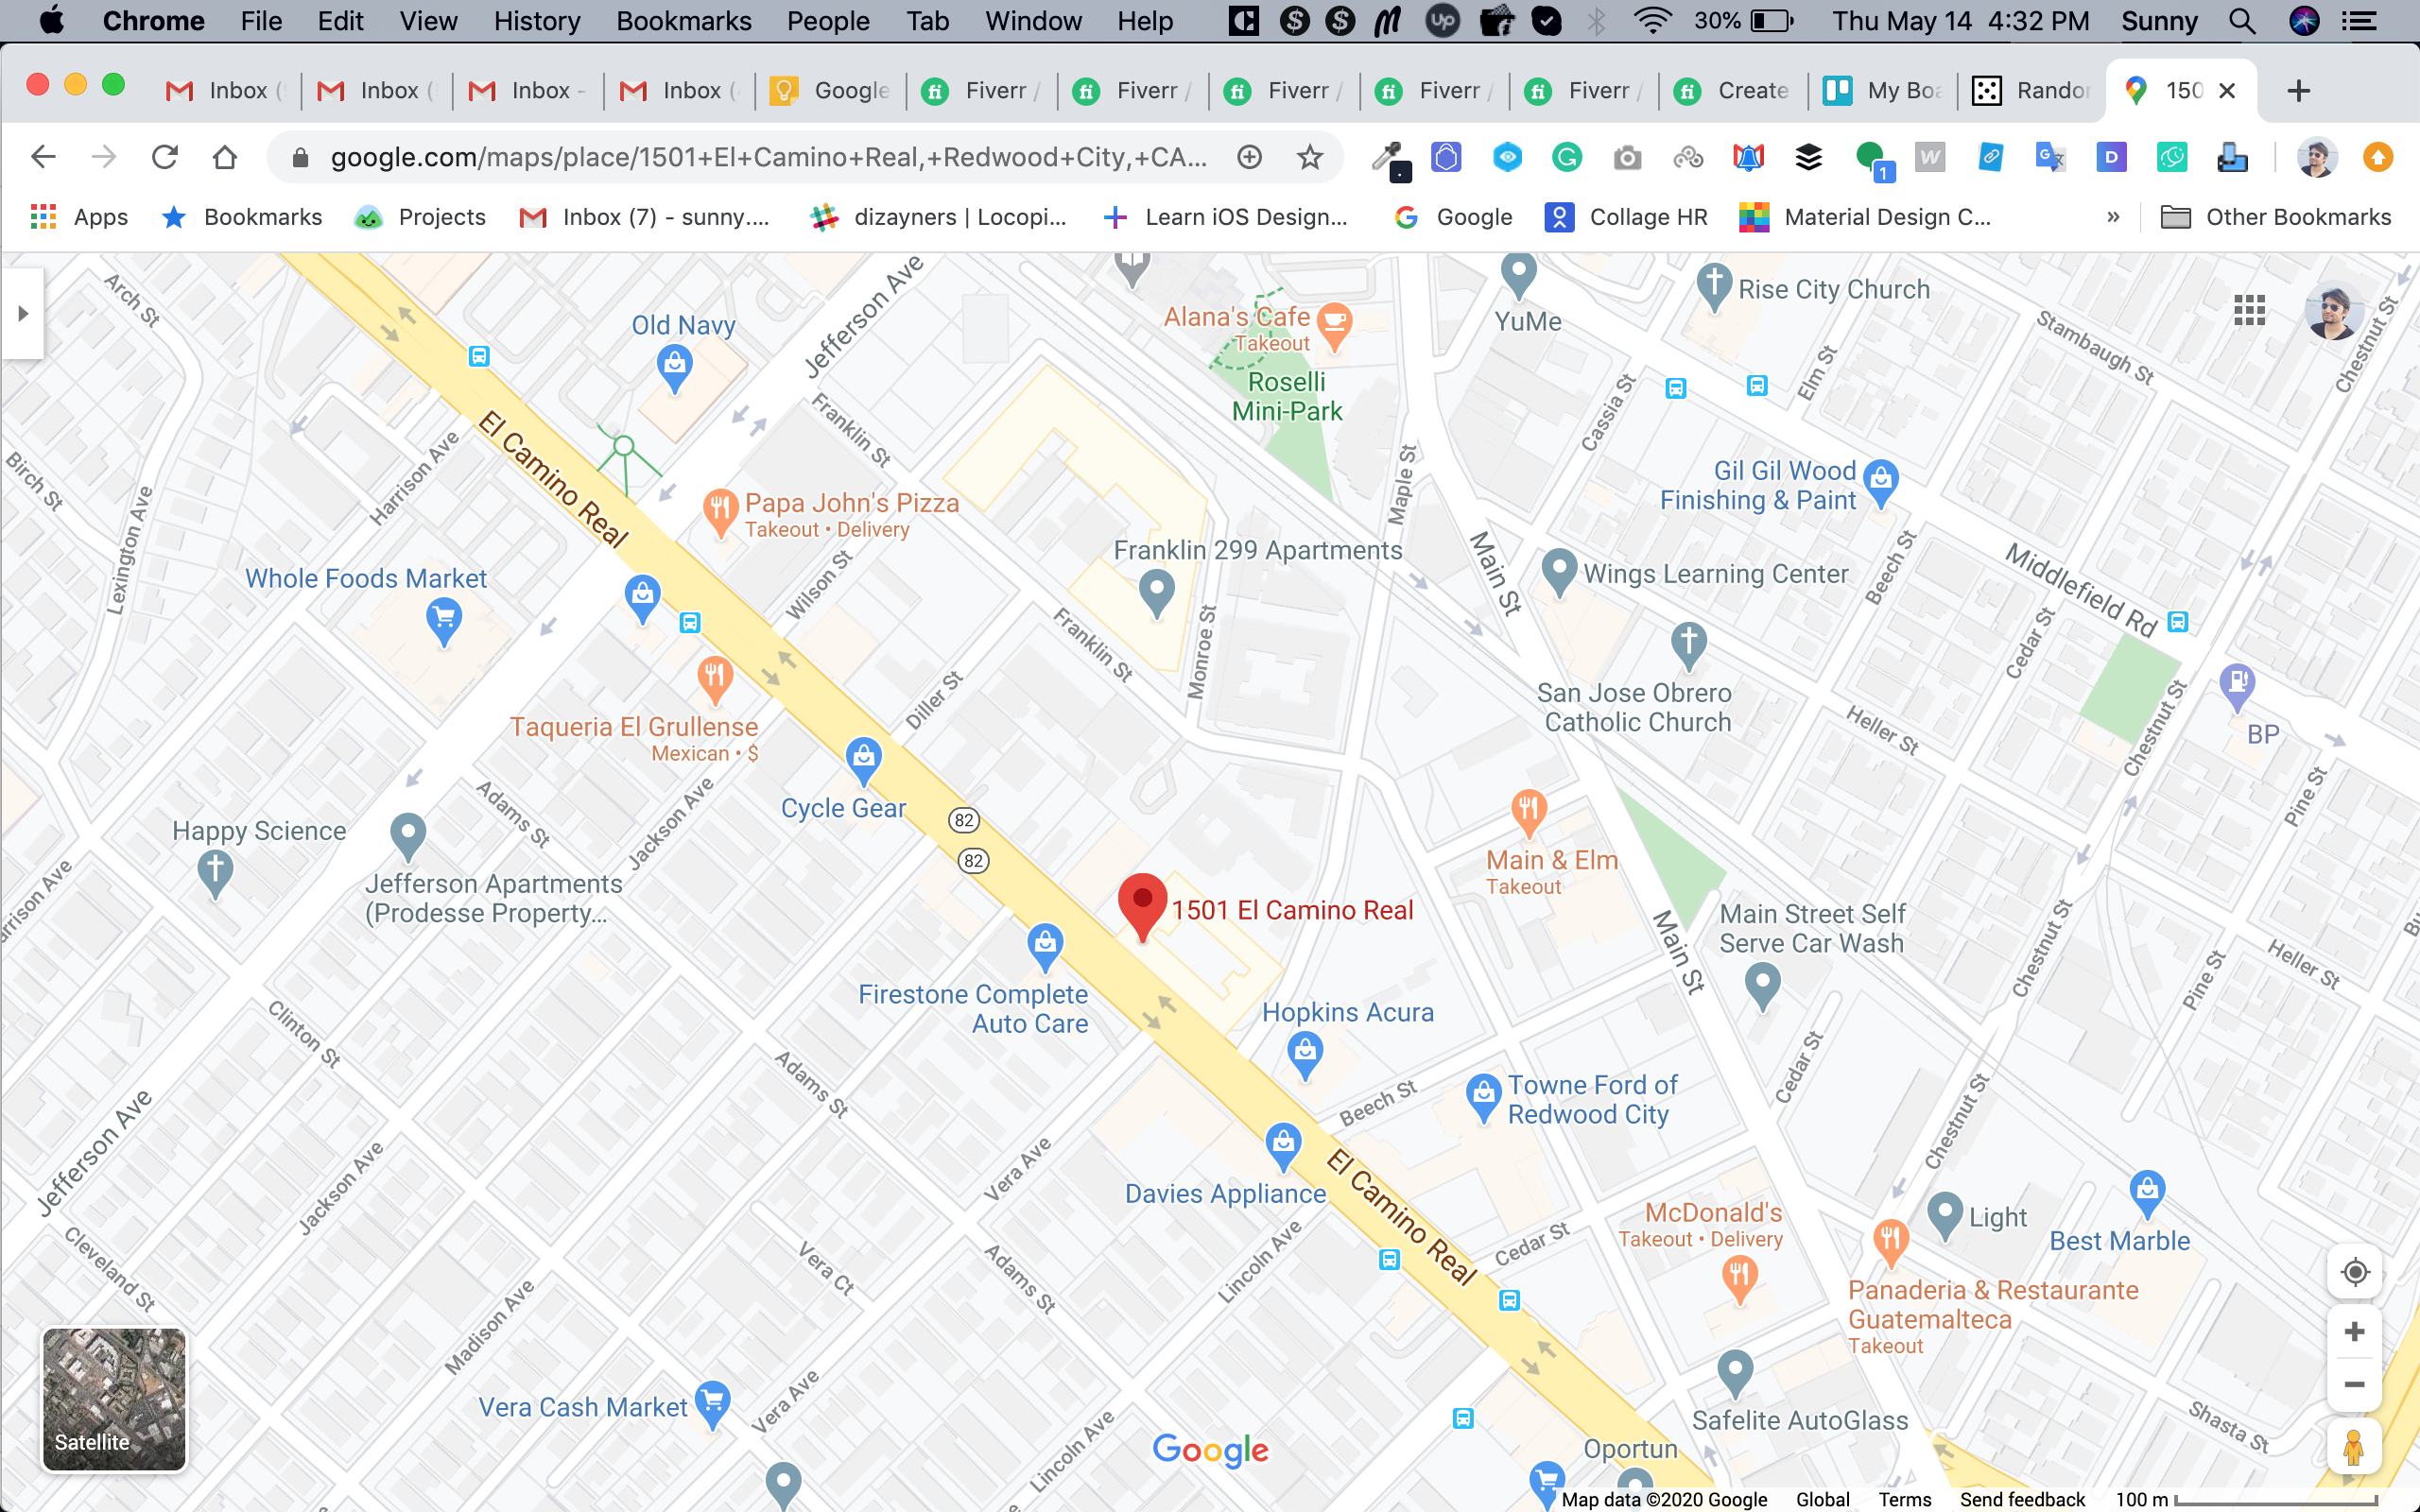 Chrome File Edit View History Bookmarks People Tab Window Help 30% Thu May 14 4:32 PM Sunny
Inbox ( Inbox ( Inbox - Inbox ( Google Fiverr / Fiverr / Fiverr / Fiverr / Fiverr / Create My Boa Randor 150
google.com/maps/place/1501+El+Camino+Real,+Redwood+City,+CA...
Apps Bookmarks Projects Inbox (7) - sunny.... dizayners | Locopi... Learn iOS Design... Google Collage HR Material Design C... » Other Bookmarks
Arch St
Old Navy
Jefferson Ave
Alana's Cafe
Takeout
YuMe
Rise City Church
Stambaugh St
Chestnut St
Roselli
Mini-Park
Elm St
Cassia St
Franklin St
El Camino Real
Harrison Ave
Birch St
Lexington Ave
Maple St
Gil Gil Wood
Finishing & Paint
Papa John's Pizza
Takeout • Delivery
Franklin 299 Apartments
Main St
Wings Learning Center
Beech St
Middlefield Rd
Whole Foods Market
Wilson St
Franklin St
Monroe St
Cedar St
Diller St
San Jose Obrero
Catholic Church
Heller St
Chestnut St
BP
Taqueria El Grullense
Mexican • $
Cycle Gear
82
82
Adams St
Jackson Ave
Pine St
Happy Science
Jefferson Apartments
(Prodesse Property...
Main & Elm
Takeout
1501 El Camino Real
Main Street Self
Serve Car Wash
Main St
Chestnut St
Pine St
Heller St
Firestone Complete
Auto Care
Hopkins Acura
Clinton St
Adams St
Beech St
Towne Ford of
Redwood City
Cedar St
Chestnut St
Jefferson Ave
Jackson Ave
Vera Ave
Davies Appliance
El Camino Real
McDonald's
Takeout • Delivery
Light
Best Marble
Cleveland St
Vera Ct
Adams St
Lincoln Ave
Cedar St
Panaderia & Restaurante
Guatemalteca
Takeout
Madison Ave
Vera Cash Market
Vera Ave
Lincoln Ave
Safelite AutoGlass
Shasta St
Satellite
Google
Oportun
Map data ©2020 Google Global Terms Send feedback 100 m